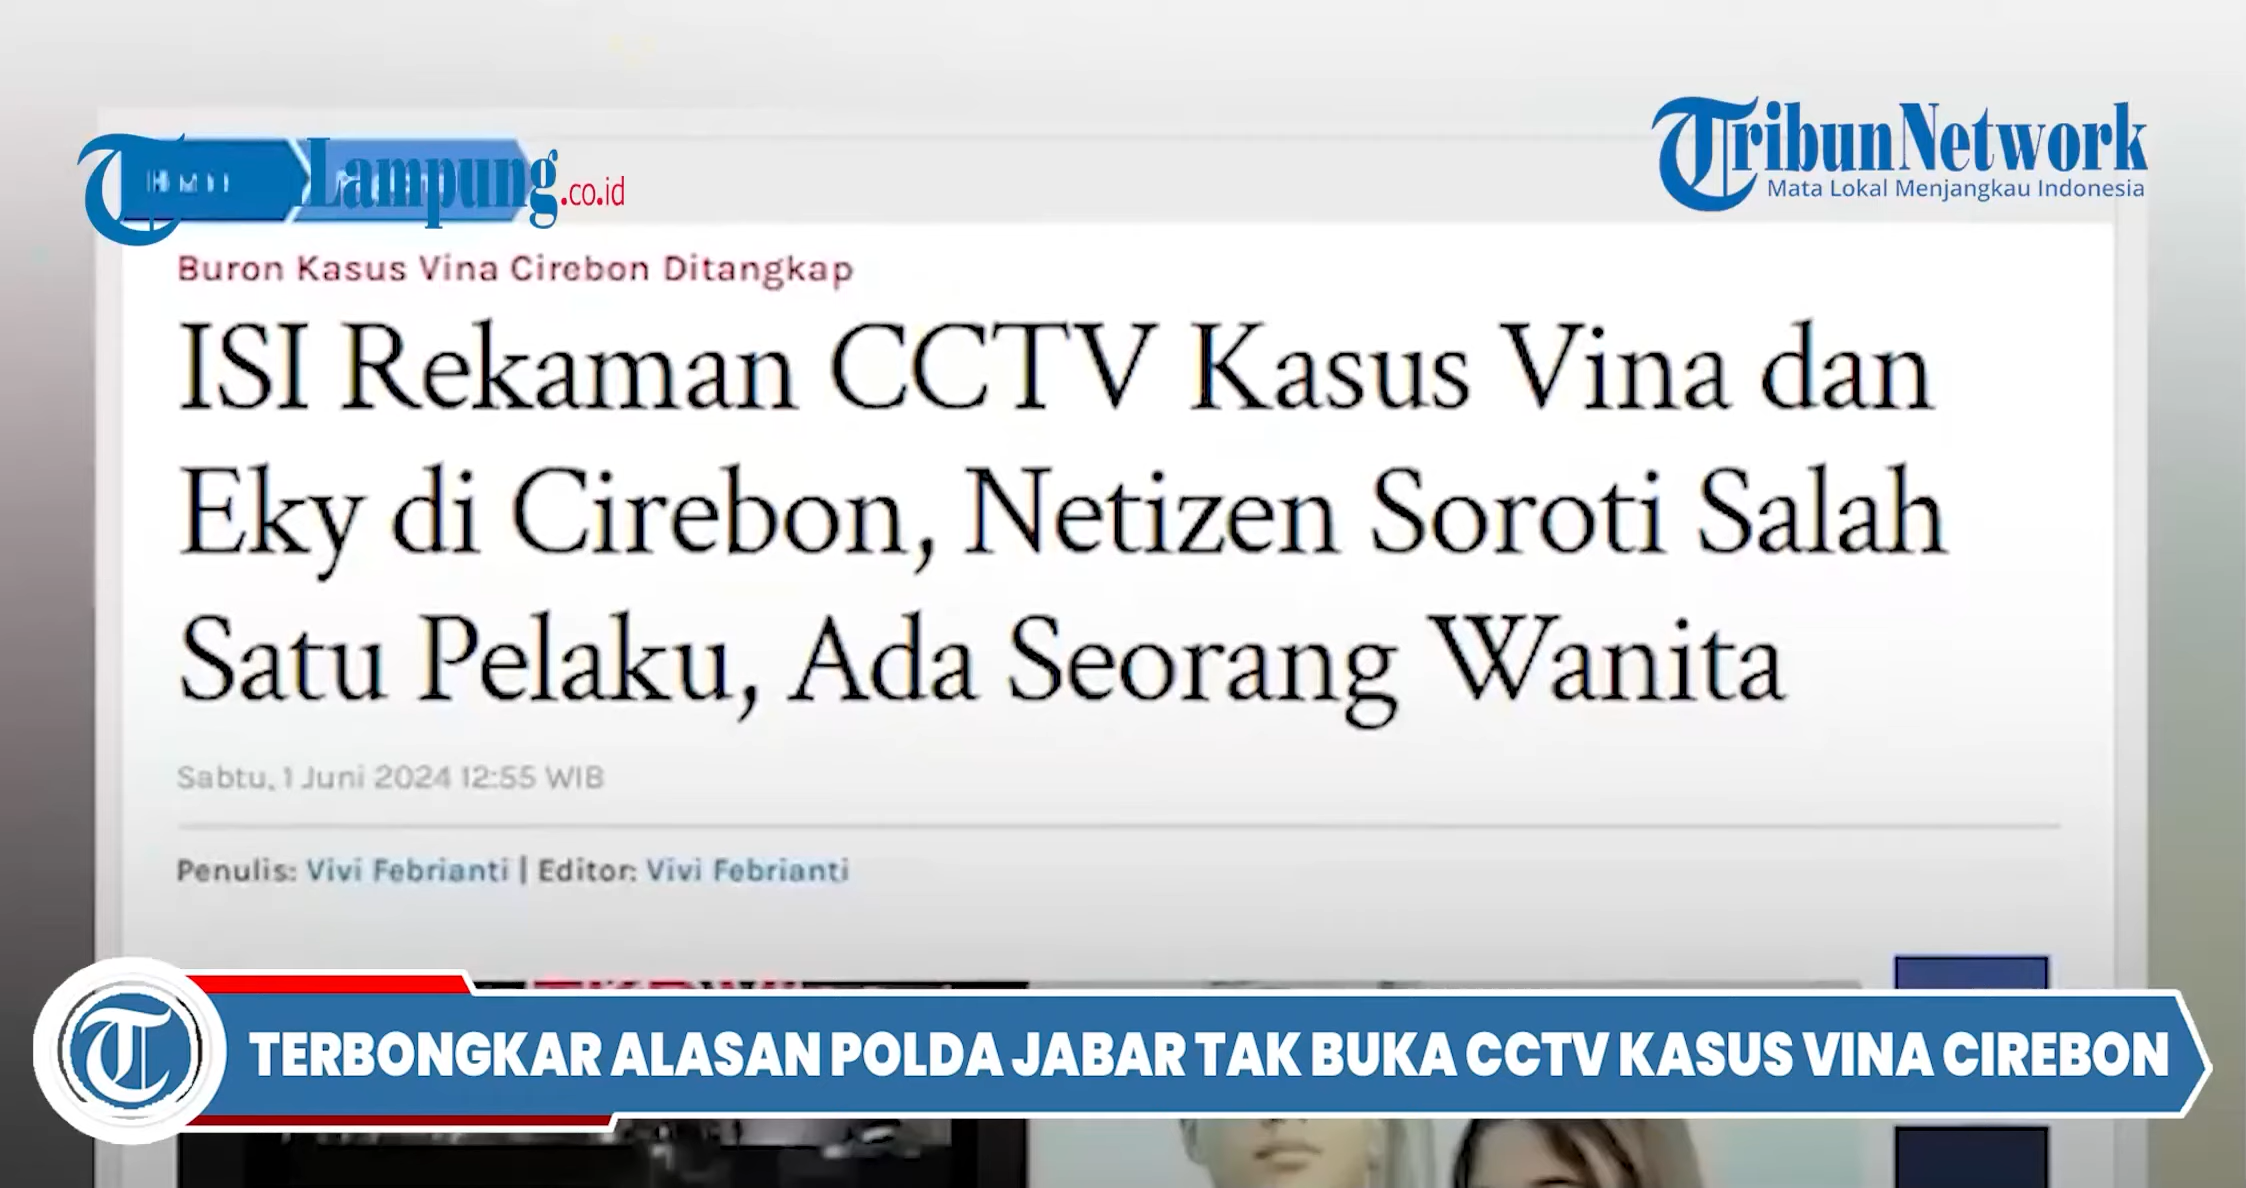 Lampung.co.id
TribunNetwork
Mata Lokal Menjangkau Indonesia
Buron Kasus Vina Cirebon Ditangkap
ISI Rekaman CCTV Kasus Vina dan
Eky di Cirebon, Netizen Soroti Salah
Satu Pelaku, Ada Seorang Wanita
Sabtu, 1 Juni 2024 12:55 WIB
Penulis: Vivi Febrianti | Editor: Vivi Febrianti
T TERBONGKAR ALASAN POLDA JABAR TAK BUKA CCTV KASUS VINA CIREBON